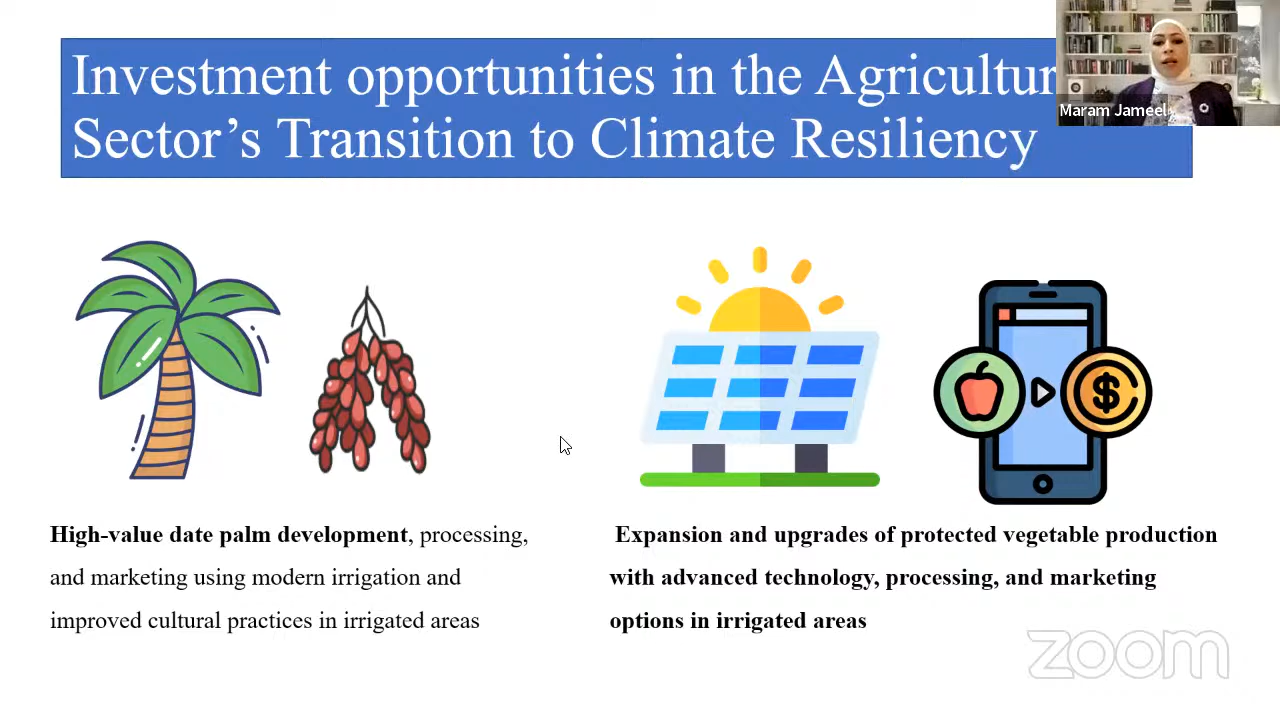 Investment opportunities in the Agricultur
Sector’s Transition to Climate Resiliency
Maram Jameel
High-value date palm development, processing,
and marketing using modern irrigation and
improved cultural practices in irrigated areas
Expansion and upgrades of protected vegetable production
with advanced technology, processing, and marketing
options in irrigated areas
zoom